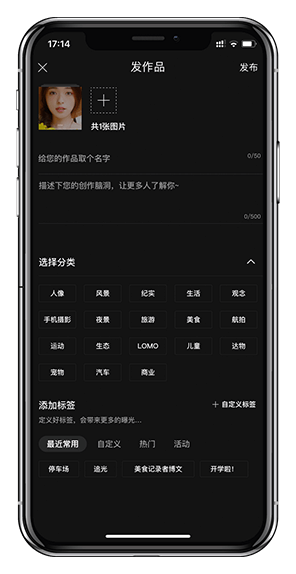 17:14
发作品
发布
共1张图片
给您的作品取个名字 0/50
描述下您的创作脑洞，让更多人了解你~
0/500
选择分类
人像 风景 纪实 生活 观念
手机摄影 夜景 旅游 美食 航拍
运动 生态 LOMO 儿童 达物
宠物 汽车 商业
添加标签 + 自定义标签
定义好标签，会带来更多的曝光...
最近常用 自定义 热门 活动
停车场 追光 美食记录者博文 开学啦！